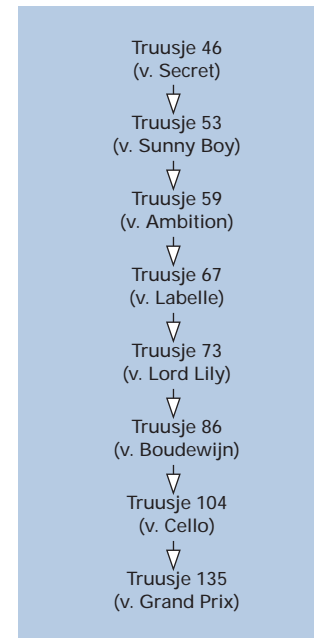 Truusje 46
(v. Secret)
Truusje 53
(v. Sunny Boy)
Truusje 59
(v. Ambition)
Truusje 67
(v. Labelle)
Truusje 73
(v. Lord Lily)
Truusje 86
(v. Boudewijn)
Truusje 104
(v. Cello)
Truusje 135
(v. Grand Prix)